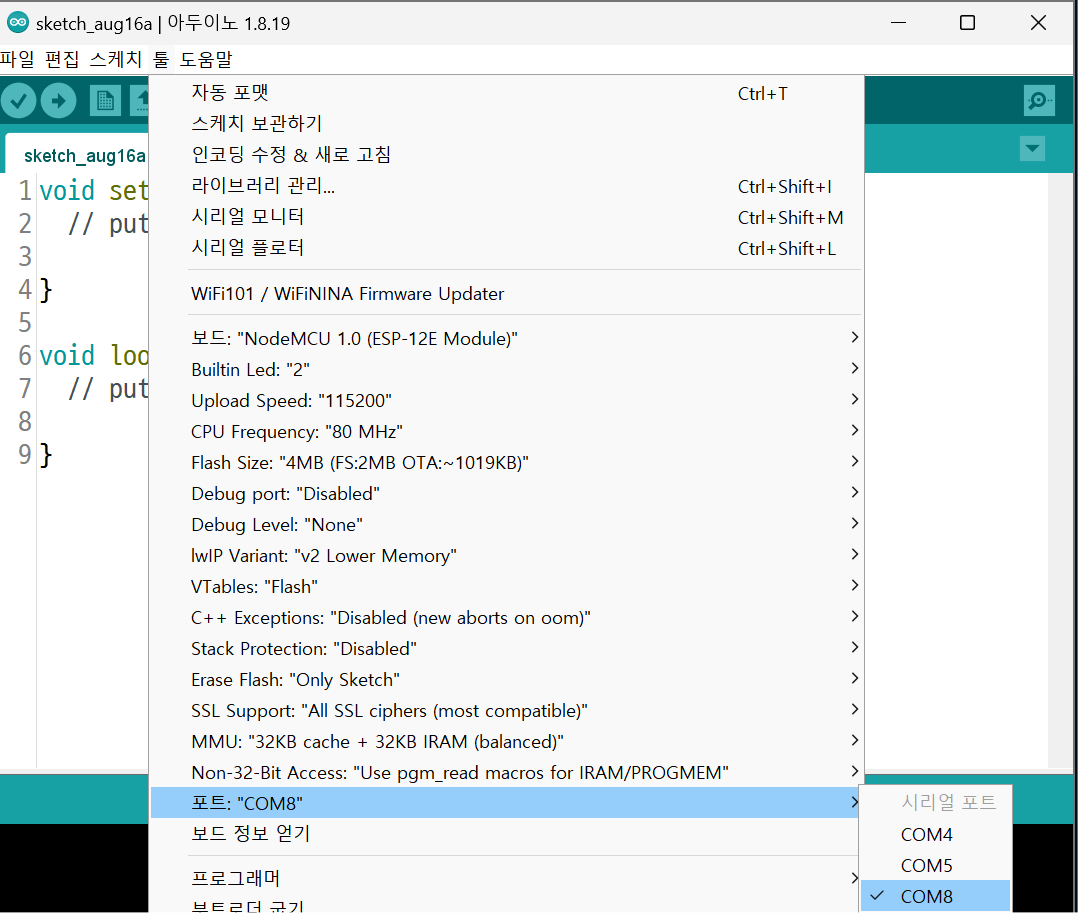 sketch_aug16a | 아두이노 1.8.19
파일 편집 스케치 툴 도움말
sketch_aug16a
1 void set
2 // put
3
4 }
5
6 void loo
7 // put
8
9 }
자동 포맷 Ctrl+T
스케치 보관하기
인코딩 수정 & 새로 고침
라이브러리 관리... Ctrl+Shift+I
시리얼 모니터 Ctrl+Shift+M
시리얼 플로터 Ctrl+Shift+L
WiFi101 / WiFiNINA Firmware Updater
보드: "NodeMCU 1.0 (ESP-12E Module)"
Builtin Led: "2"
Upload Speed: "115200"
CPU Frequency: "80 MHz"
Flash Size: "4MB (FS:2MB OTA:~1019KB)"
Debug port: "Disabled"
Debug Level: "None"
lwIP Variant: "v2 Lower Memory"
VTables: "Flash"
C++ Exceptions: "Disabled (new aborts on oom)"
Stack Protection: "Disabled"
Erase Flash: "Only Sketch"
SSL Support: "All SSL ciphers (most compatible)"
MMU: "32KB cache + 32KB IRAM (balanced)"
Non-32-Bit Access: "Use pgm_read macros for IRAM/PROGMEM"
포트: "COM8"
보드 정보 얻기
프로그래머
부트로더 굽기
시리얼 포트
COM4
COM5
COM8